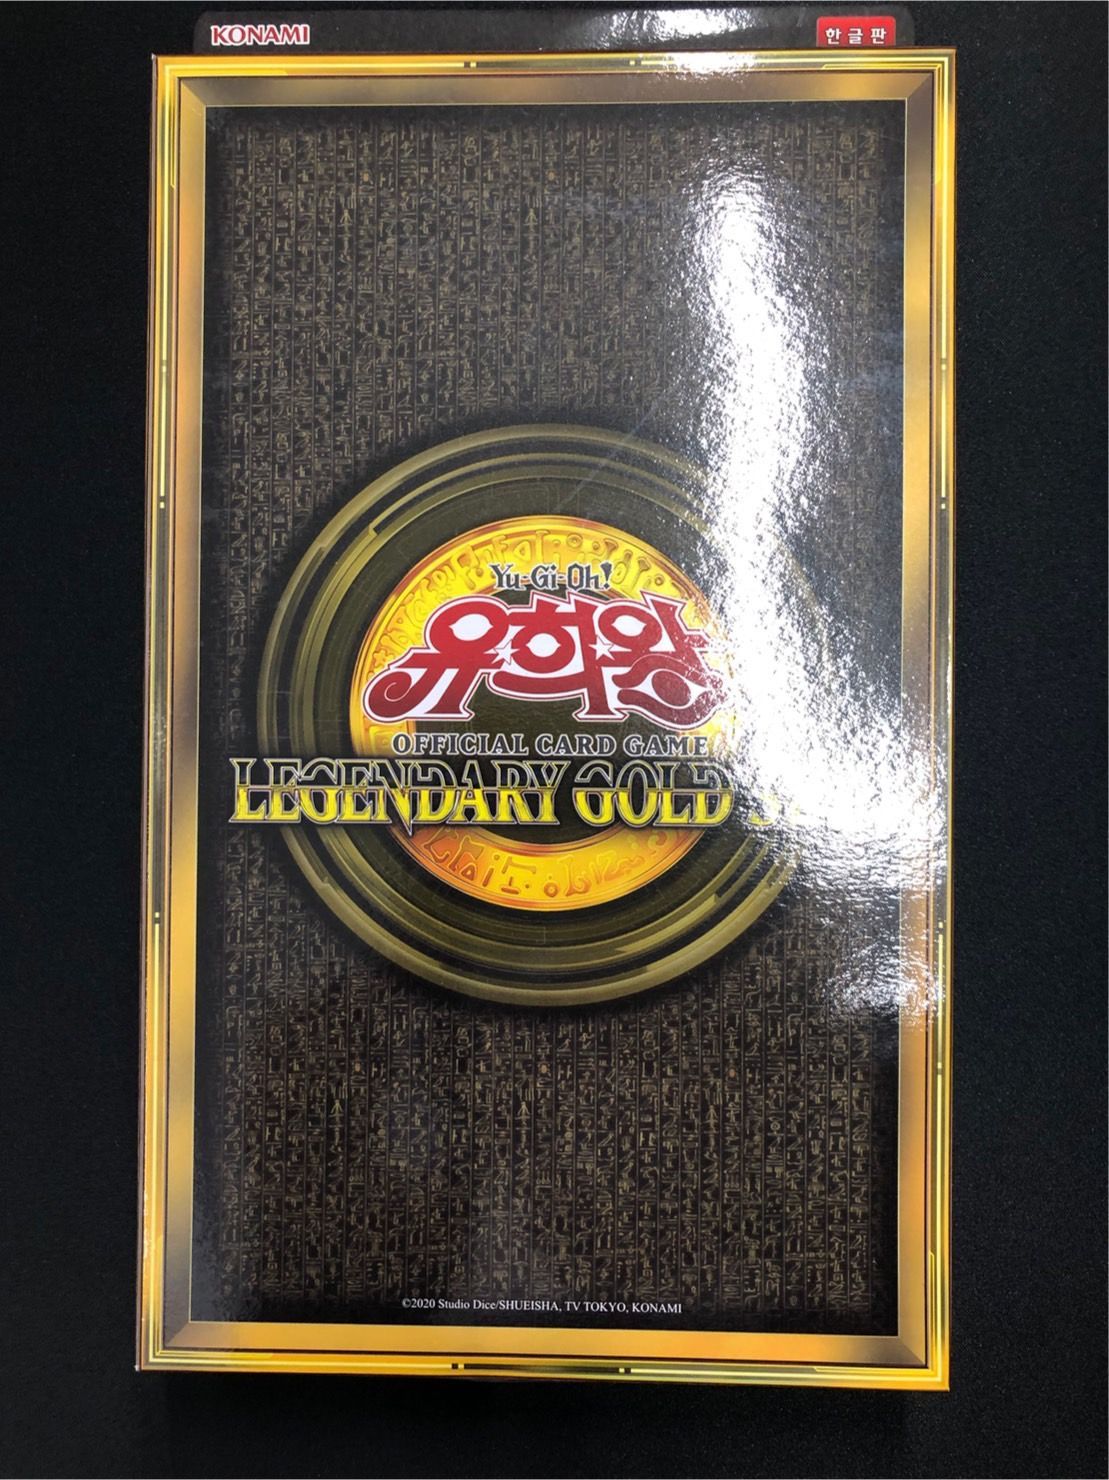 KONAMI
한글판
Yu-Gi-Oh!
유희왕
OFFICIAL CARD GAME
LEGENDARY GOLD
©2020 Studio Dice/SHUEISHA, TV TOKYO, KONAMI